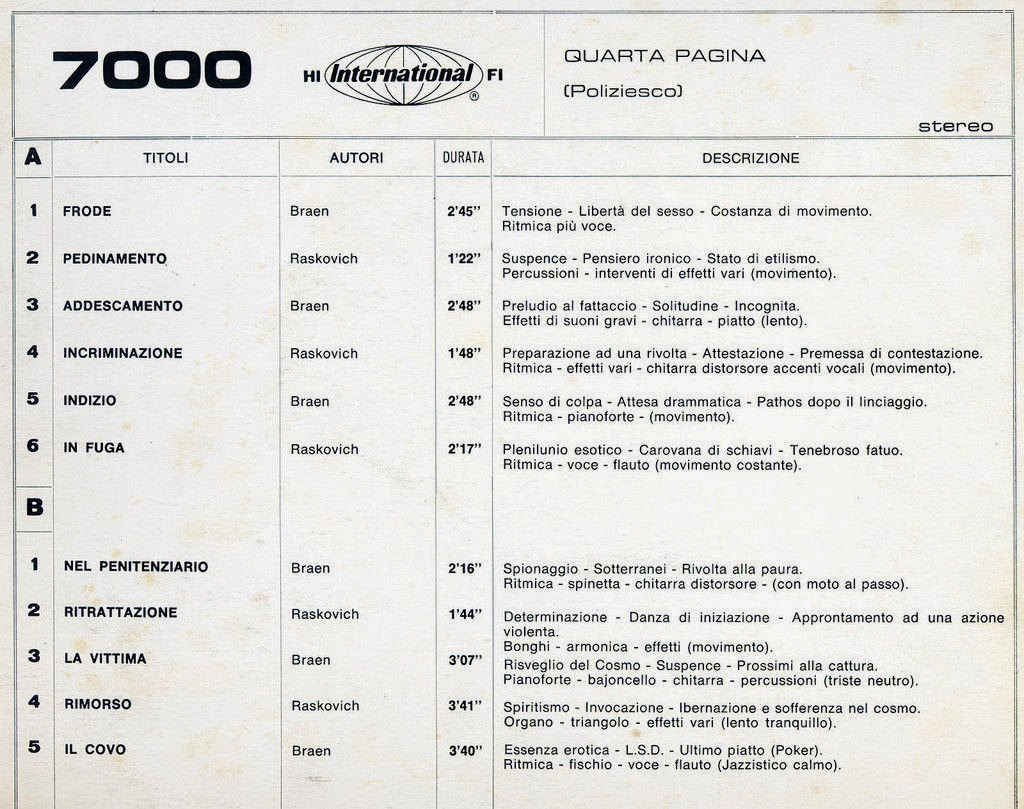 7000
HI International FI ®
QUARTA PAGINA
(Poliziesco)
stereo
A TITOLI AUTORI DURATA DESCRIZIONE
1 FRODE Braen 2'45" Tensione - Libertà del sesso - Costanza di movimento.
Ritmica più voce.
2 PEDINAMENTO Raskovich 1'22" Suspence - Pensiero ironico - Stato di etilismo.
Percussioni - interventi di effetti vari (movimento).
3 ADDESCAMENTO Braen 2'48" Preludio al fattaccio - Solitudine - Incognita.
Effetti di suoni gravi - chitarra - piatto (lento).
4 INCRIMINAZIONE Raskovich 1'48" Preparazione ad una rivolta - Attestazione - Premessa di contestazione.
Ritmica - effetti vari - chitarra distorsore accenti vocali (movimento).
5 INDIZIO Braen 2'48" Senso di colpa - Attesa drammatica - Pathos dopo il linciaggio.
Ritmica - pianoforte - (movimento).
6 IN FUGA Raskovich 2'17" Plenilunio esotico - Carovana di schiavi - Tenebroso fatuo.
Ritmica - voce - flauto (movimento costante).
B
1 NEL PENITENZIARIO Braen 2'16" Spionaggio - Sotterranei - Rivolta alla paura.
Ritmica - spinetta - chitarra distorsore - (con moto al passo).
2 RITRATTAZIONE Raskovich 1'44" Determinazione - Danza di iniziazione - Approntamento ad una azione
violenta.
Bonghi - armonica - effetti (movimento).
3 LA VITTIMA Braen 3'07" Risveglio del Cosmo - Suspence - Prossimi alla cattura.
Pianoforte - bajoncello - chitarra - percussioni (triste neutro).
4 RIMORSO Raskovich 3'41" Spiritismo - Invocazione - Ibernazione e sofferenza nel cosmo.
Organo - triangolo - effetti vari (lento tranquillo).
5 IL COVO Braen 3'40" Essenza erotica - L.S.D. - Ultimo piatto (Poker).
Ritmica - fischio - voce - flauto (Jazzistico calmo).